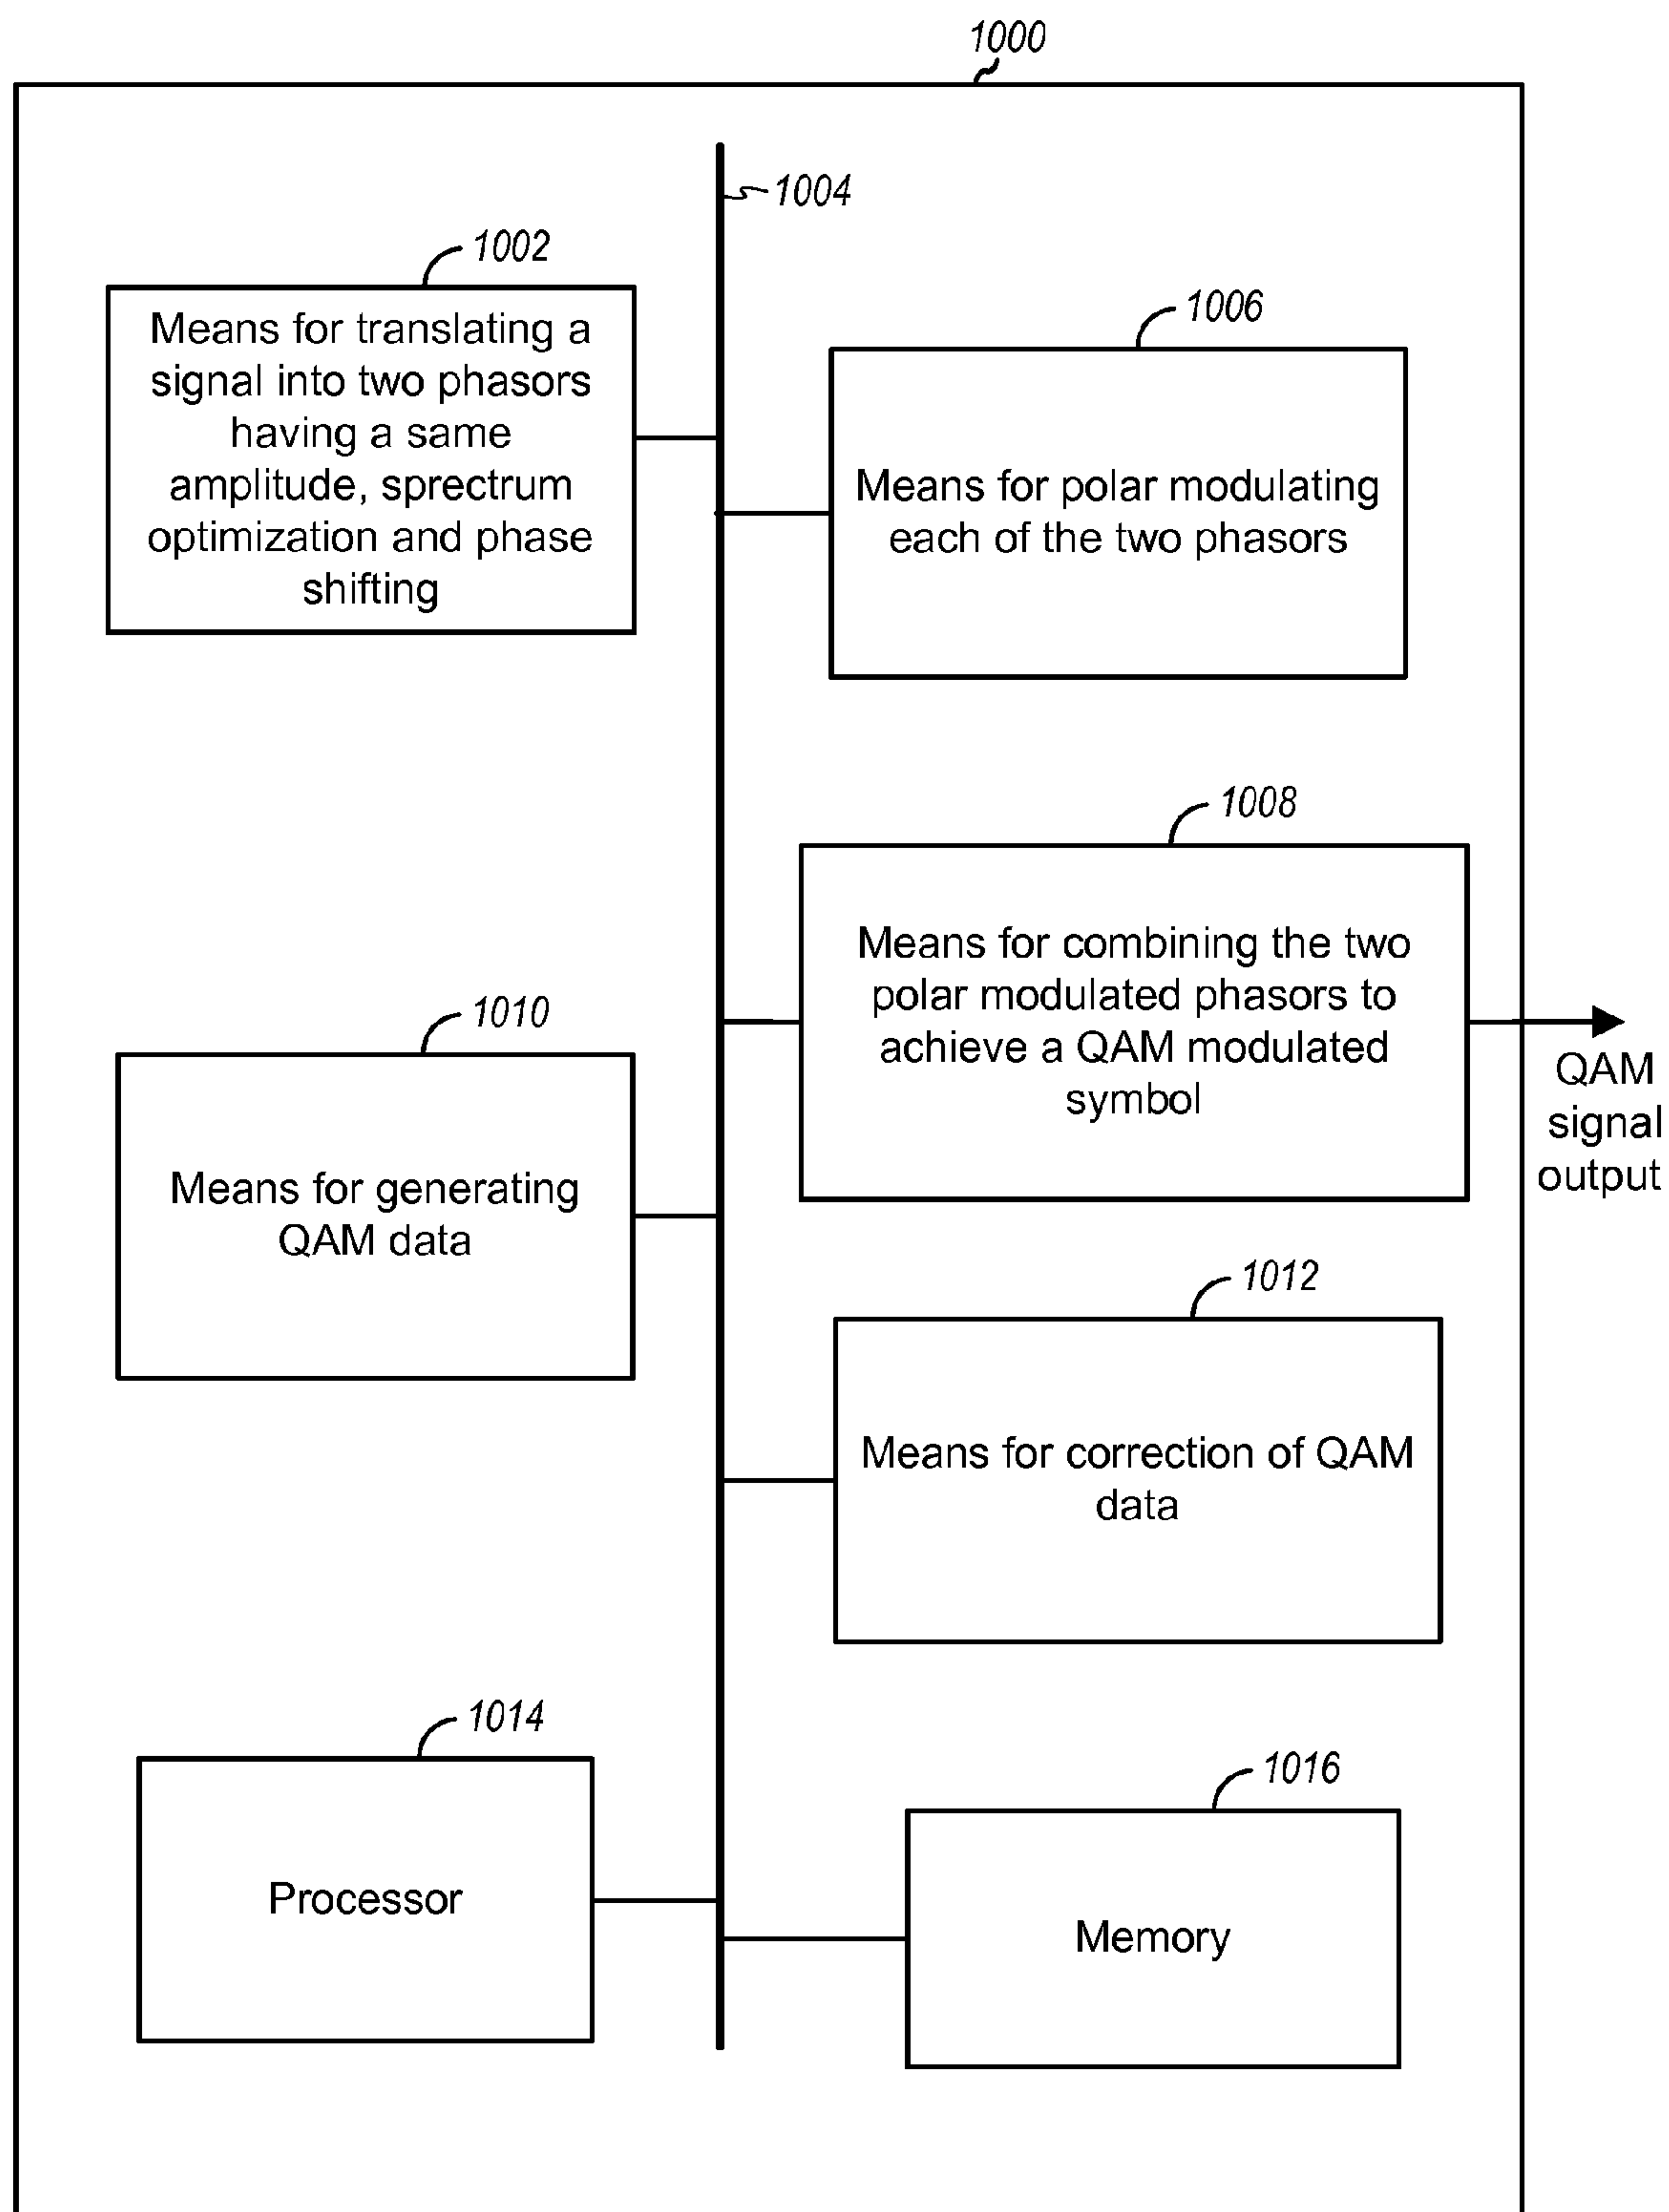 1000
1004
1002
Means for translating a
signal into two phasors
having a same
amplitude, sprectrum
optimization and phase
shifting
1006
Means for polar modulating
each of the two phasors
1008
Means for combining the two
polar modulated phasors to
achieve a QAM modulated
symbol
QAM
signal
output
1010
Means for generating
QAM data
1012
Means for correction of QAM
data
1014
Processor
1016
Memory